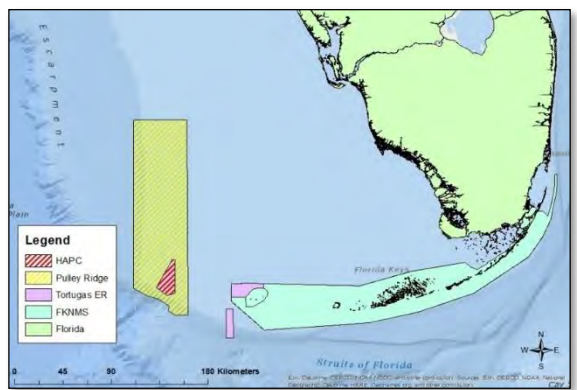 Escarpment
Plain
Legend
HAPC
Pulley Ridge
Tortugas ER
FKNMS
Florida
Florida Keys
0 45 90 180 Kilometers
Straits of Florida
N
W E
S
Cay